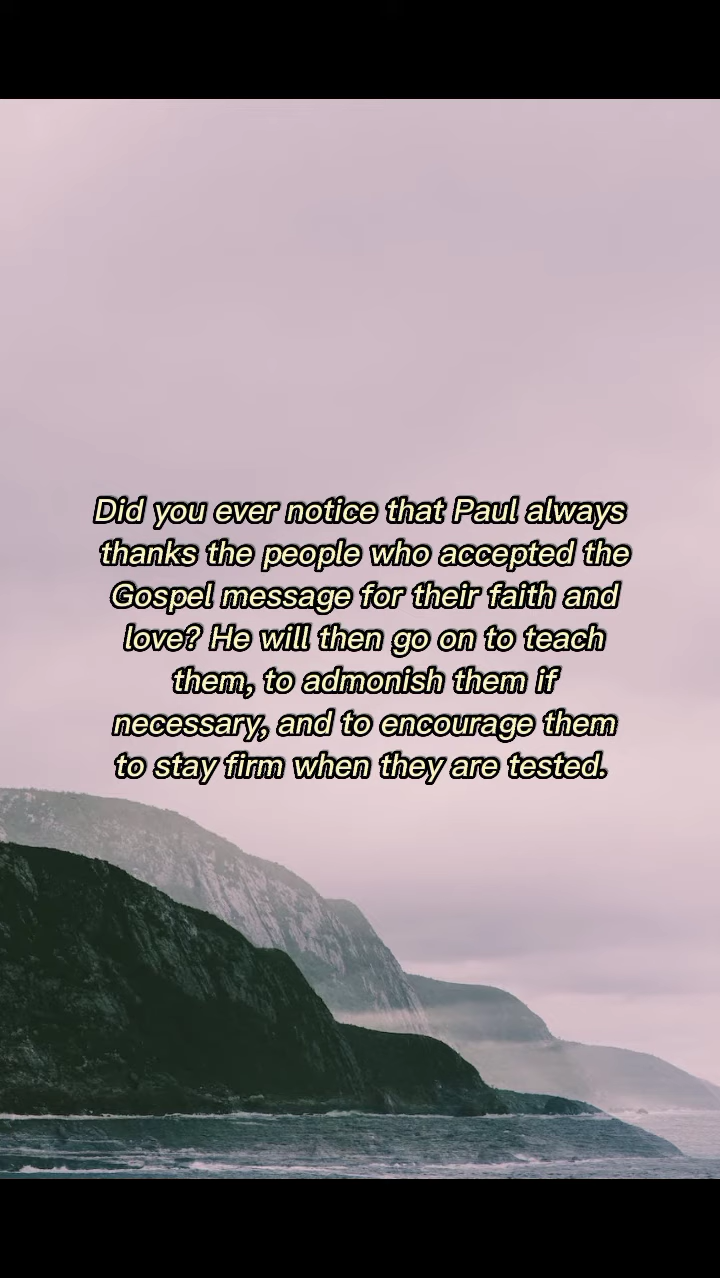 Did you ever notice that Paul always
thanks the people who accepted the
Gospel message for their faith and
love? He will then go on to teach
them, to admonish them if
necessary, and to encourage them
to stay firm when they are tested.